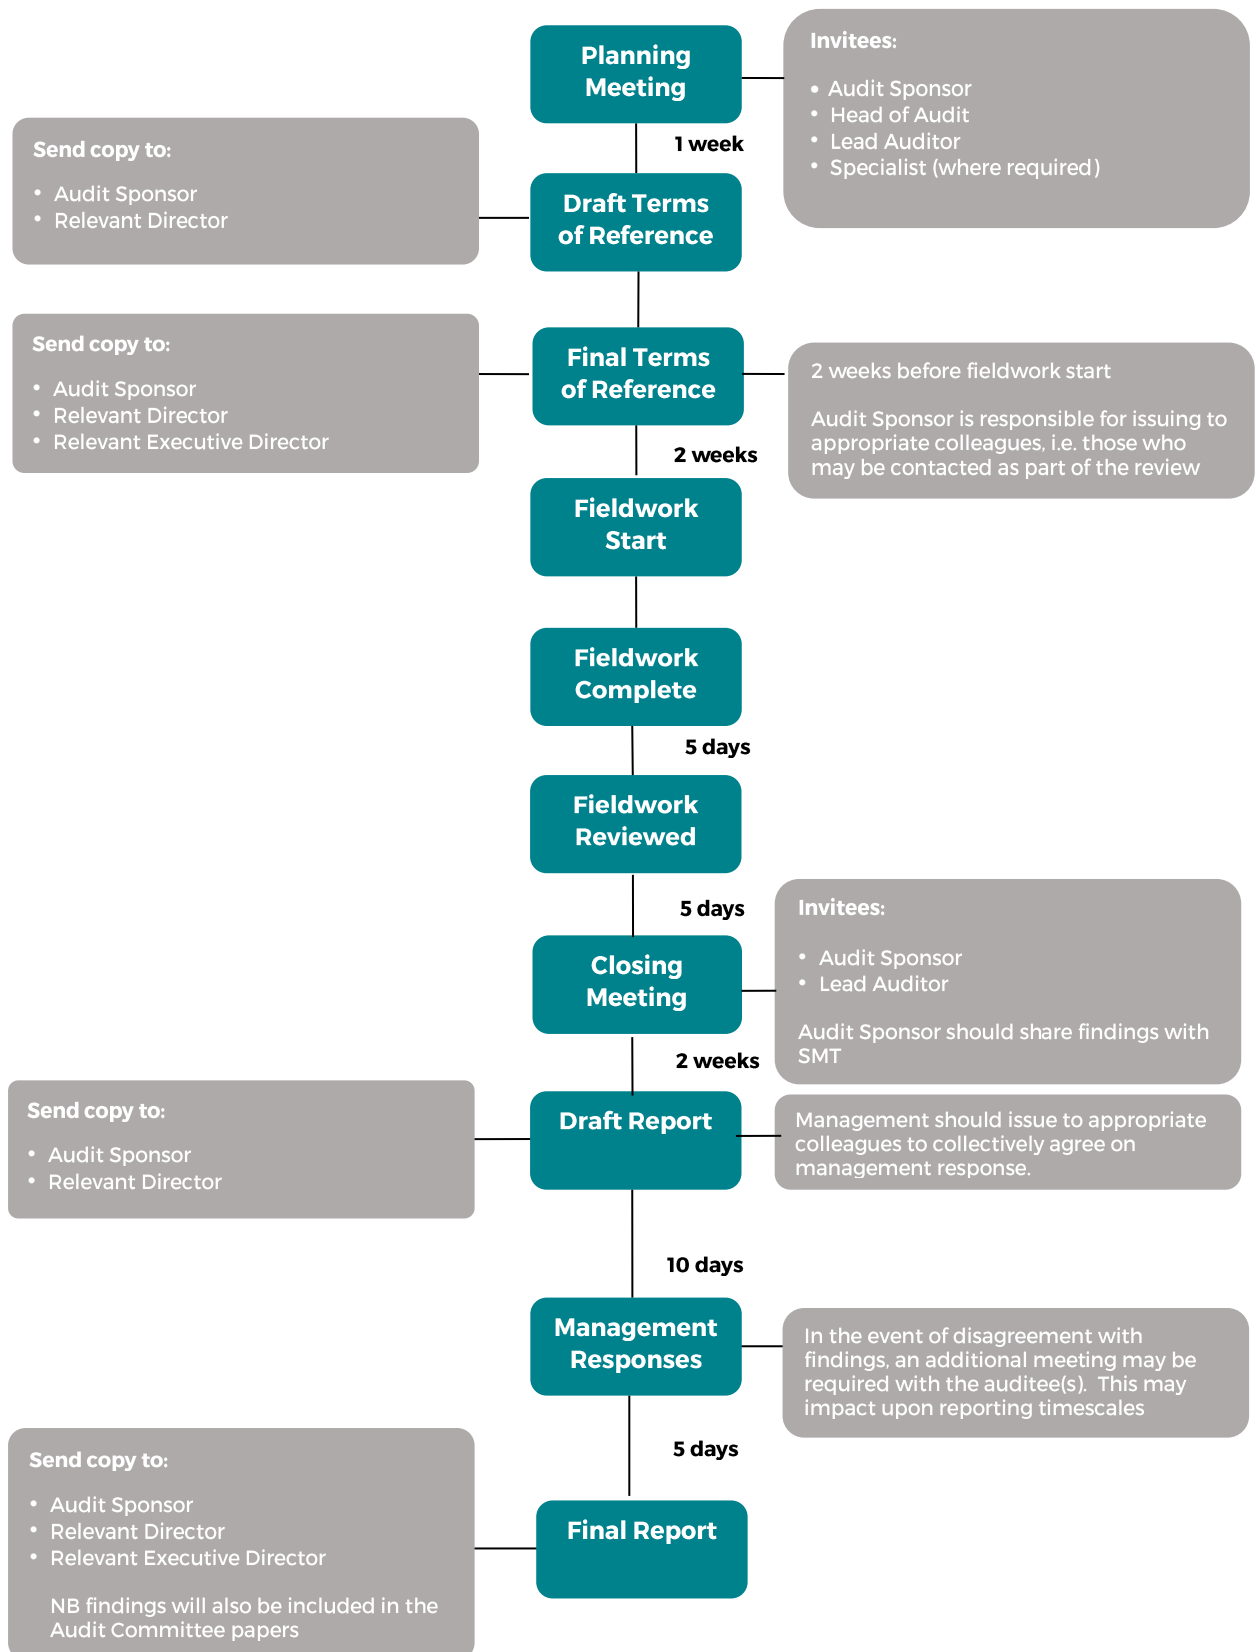 Planning
Meeting
Invitees:
• Audit Sponsor
• Head of Audit
• Lead Auditor
• Specialist (where required)
1 week
Send copy to:
• Audit Sponsor
• Relevant Director
Draft Terms
of Reference
Send copy to:
• Audit Sponsor
• Relevant Director
• Relevant Executive Director
Final Terms
of Reference
2 weeks before fieldwork start
Audit Sponsor is responsible for issuing to
appropriate colleagues, i.e. those who
may be contacted as part of the review
2 weeks
Fieldwork
Start
Fieldwork
Complete
5 days
Fieldwork
Reviewed
5 days
Closing
Meeting
Invitees:
• Audit Sponsor
• Lead Auditor
Audit Sponsor should share findings with
SMT
2 weeks
Send copy to:
• Audit Sponsor
• Relevant Director
Draft Report
Management should issue to appropriate
colleagues to collectively agree on
management response.
10 days
Management
Responses
In the event of disagreement with
findings, an additional meeting may be
required with the auditee(s). This may
impact upon reporting timescales
5 days
Send copy to:
• Audit Sponsor
• Relevant Director
• Relevant Executive Director
NB findings will also be included in the
Audit Committee papers
Final Report